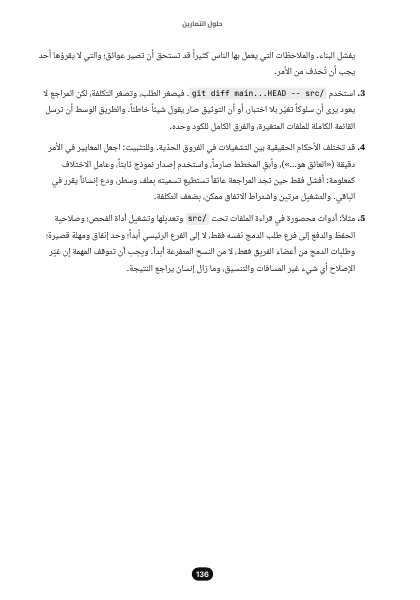 حلول التمارين
يفشل البناء. والملاحظات التي يعمل بها الناس كثيراً قد تستحق أن تصير عوائق؛ والتي لا يقرؤها أحد
يجب أن تُحذف من الأمر.
3. استخدم git diff main...HEAD -- src/ . فيصغر الطلب، وتصغر التكلفة، لكن المراجع لا
يعود يرى أن سلوكاً تغيّر بلا اختبار، أو أن التوثيق صار يقول شيئاً خاطئاً. والطريق الوسط أن ترسل
القائمة الكاملة للملفات المتغيرة، والفرق الكامل للكود وحده.
4. قد تختلف الأحكام الحقيقية بين التشغيلات في الفروق الحدّية. وللتثبيت: اجعل المعايير في الأمر
دقيقة («العائق هو...»)، وأبقِ المخطط صارماً، واستخدم إصدار نموذج ثابتاً، وعامل الاختلاف
كمعلومة: أفشل فقط حين تجد المراجعة عائقاً تستطيع تسميته بملف وسطر، ودع إنساناً يقرر في
الباقي. والتشغيل مرتين واشتراط الاتفاق ممكن، بضعف التكلفة.
5. مثلاً: أدوات محصورة في قراءة الملفات تحت src/ وتعديلها وتشغيل أداة الفحص؛ وصلاحية
الحفظ والدفع إلى فرع طلب الدمج نفسه فقط، لا إلى الفرع الرئيسي أبداً؛ وحد إنفاق ومهلة قصيرة؛
وطلبات الدمج من أعضاء الفريق فقط، لا من النسخ المتفرعة أبداً. ويجب أن تتوقف المهمة إن غيّر
الإصلاح أي شيء غير المسافات والتنسيق، وما زال إنسان يراجع النتيجة.
136